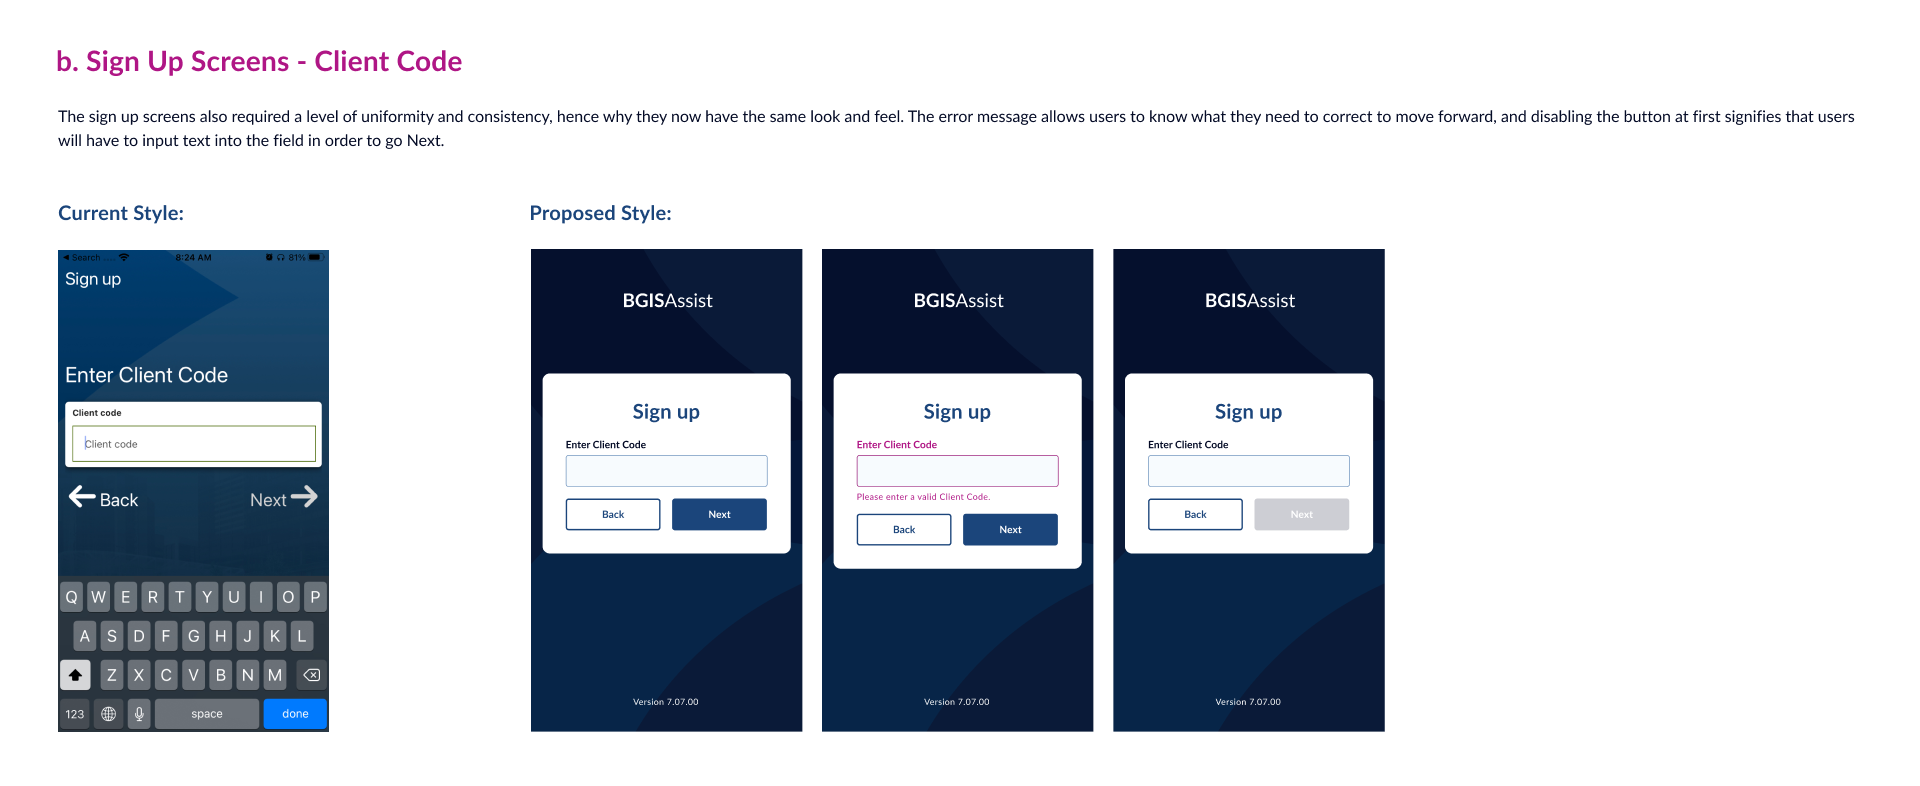 b. Sign Up Screens - Client Code
The sign up screens also required a level of uniformity and consistency, hence why they now have the same look and feel. The error message allows users to know what they need to correct to move forward, and disabling the button at first signifies that users
will have to input text into the field in order to go Next.
Current Style:
Search
8:24 AM
81%
Sign up
Enter Client Code
Client code
Client code
Back
Next
Q W E R T Y U I O P
A S D F G H J K L
Z X C V B N M
123
space
done
Proposed Style:
BGISAssist
Sign up
Enter Client Code
Back
Next
Version 7.07.00
BGISAssist
Sign up
Enter Client Code
Please enter a valid Client Code.
Back
Next
Version 7.07.00
BGISAssist
Sign up
Enter Client Code
Back
Next
Version 7.07.00